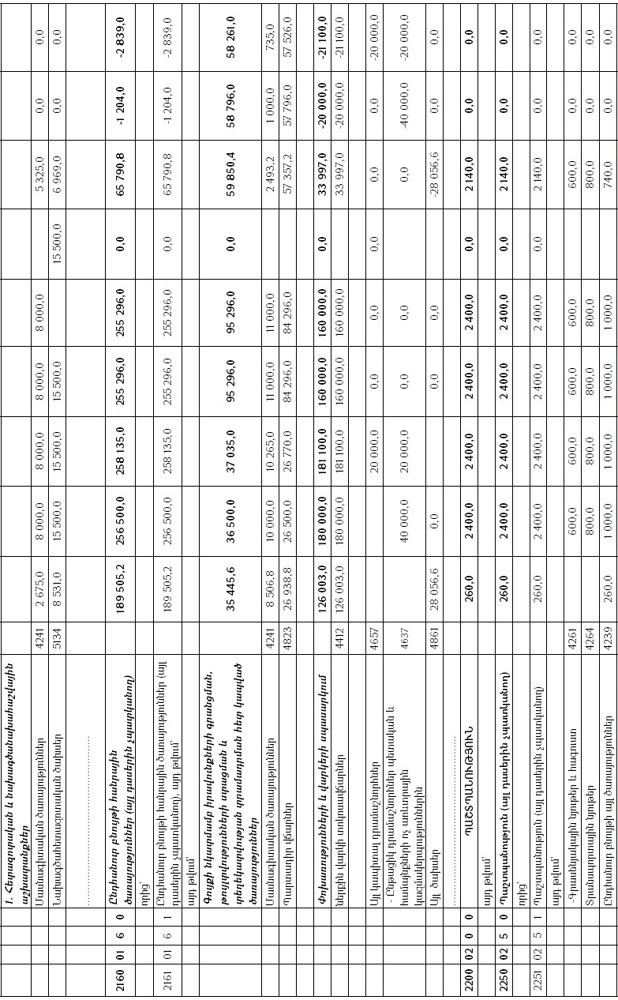 1. Հետազոտական և նախագծանախահաշվային
աշխատանքներ
Մասնագիտական ծառայություններ 4241 2 675,0 8 000,0 8 000,0 8 000,0 8 000,0 5 325,0 0,0 0,0
Նախագծահետազոտական ծախսեր 5134 8 531,0 15 500,0 15 500,0 15 500,0 15 500,0 6 969,0 0,0 0,0
...............................................
2160 01 6 0 Ընդհանուր բնույթի հանրային
ծառայություններ (այլ դասերին չպատկանող) 189 505,2 256 500,0 258 135,0 255 296,0 255 296,0 0,0 65 790,8 -1 204,0 -2 839,0
որից՝
2161 01 6 1 Ընդհանուր բնույթի հանրային ծառայություններ (այլ
դասերին չպատկանող), այդ թվում՝ 189 505,2 256 500,0 258 135,0 255 296,0 255 296,0 0,0 65 790,8 -1 204,0 -2 839,0
այդ թվում՝
Գույքի նկատմամբ իրավունքների գրանցման,
թույլտվությունների ստացման և
տեղեկատվության տրամադրման հետ կապված
ծառայություններ 35 445,6 36 500,0 37 035,0 95 296,0 95 296,0 0,0 59 850,4 58 796,0 58 261,0
Մասնագիտական ծառայություններ 4241 8 506,8 10 000,0 10 265,0 11 000,0 11 000,0 2 493,2 1 000,0 735,0
Պարտադիր վճարներ 4823 26 938,8 26 500,0 26 770,0 84 296,0 84 296,0 57 357,2 57 796,0 57 526,0
Փոխառությունների և վարկերի սպասարկում 126 003,0 180 000,0 181 100,0 160 000,0 160 000,0 0,0 33 997,0 -20 000,0 -21 100,0
Ներքին վարկի տոկոսավճարներ 4412 126 003,0 180 000,0 181 100,0 160 000,0 160 000,0 33 997,0 -20 000,0 -21 100,0
Այլ կապիտալ դրամաշնորհներ 4657 20 000,0 0,0 0,0 0,0 0,0 0,0 -20 000,0
- Ընթացիկ դրամաշնորհներ պետական և
համայնքների ոչ առևտրային
կազմակերպություններին 4637 40 000,0 20 000,0 0,0 0,0 0,0 -40 000,0 -20 000,0
Այլ ծախսեր 4861 28 056,6 0,0 0,0 0,0 -28 056,6 0,0 0,0
...............................................
2200 02 0 0 ՊԱՇՏՊԱՆՈՒԹՅՈՒՆ 260,0 2 400,0 2 400,0 2 400,0 2 400,0 0,0 2 140,0 0,0 0,0
այդ թվում՝
2250 02 5 0 Պաշտպանություն (այլ դասերին չպատկանող) 260,0 2 400,0 2 400,0 2 400,0 2 400,0 0,0 2 140,0 0,0 0,0
որից՝
2251 02 5 1 Պաշտպանություն (այլ դասերին չպատկանող) 260,0 2 400,0 2 400,0 2 400,0 2 400,0 0,0 2 140,0 0,0 0,0
այդ թվում՝
-Գրասենյակային նյութեր և հագուստ 4261 600,0 600,0 600,0 600,0 600,0 0,0 0,0
Տրանսպորտային նյութեր 4264 800,0 800,0 800,0 800,0 800,0 0,0 0,0
Ընդհանուր բնույթի այլ ծառայություններ 4239 260,0 1 000,0 1 000,0 1 000,0 1 000,0 740,0 0,0 0,0